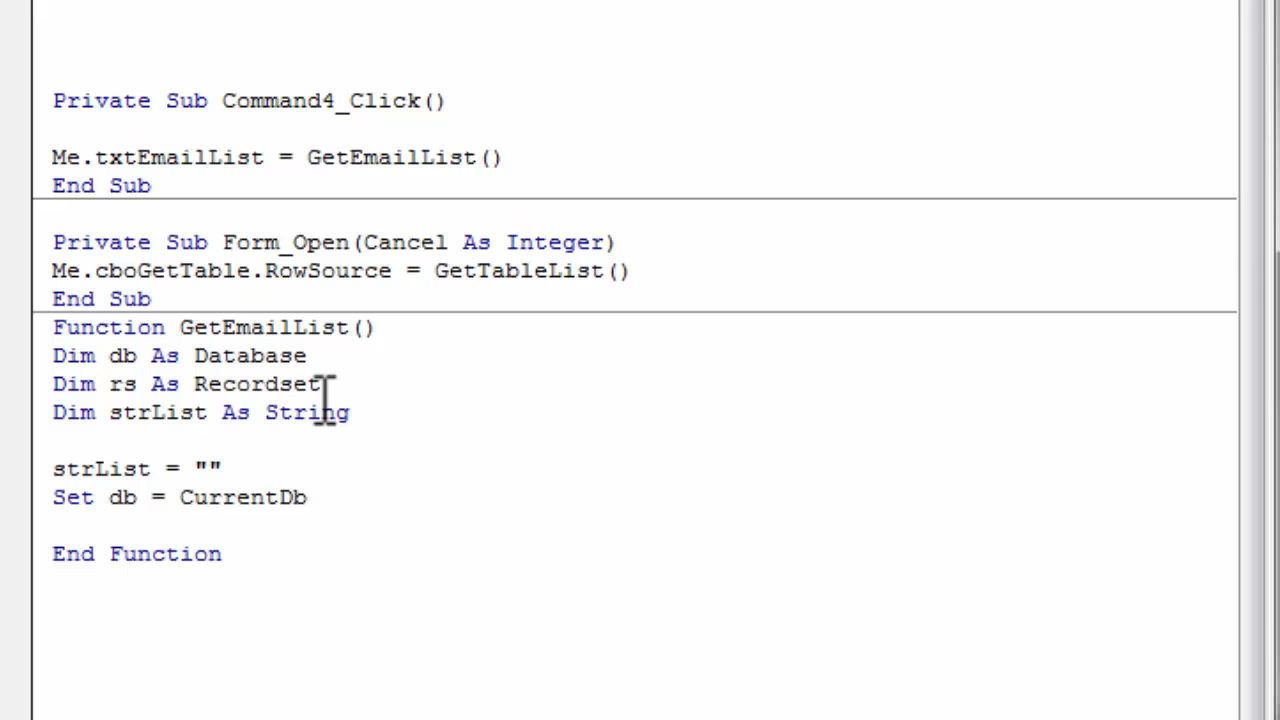 Private Sub Command4_Click()
Me.txtEmailList = GetEmailList()
End Sub
Private Sub Form_Open(Cancel As Integer)
Me.cboGetTable.RowSource = GetTableList()
End Sub
Function GetEmailList()
Dim db As Database
Dim rs As Recordset
Dim strList As String
strList = ""
Set db = CurrentDb
End Function